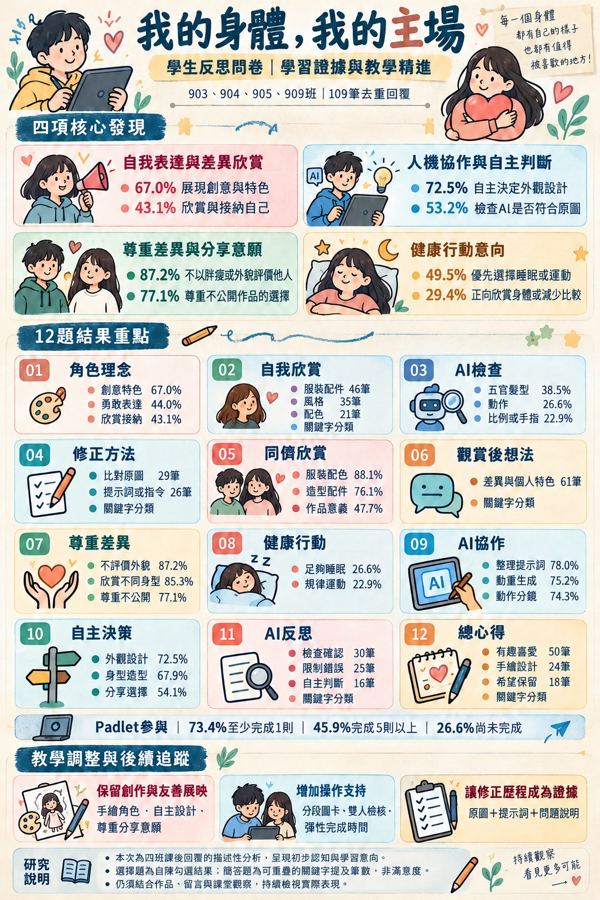 我的身體，我的主場
學生反思問卷｜學習證據與教學精進
903、904、905、909班｜109筆去重回覆
每一個身體
都有自己的樣子
也都有值得
被喜歡的地方!
四項核心發現
自我表達與差異欣賞
67.0% 展現創意與特色
43.1% 欣賞與接納自己
人機協作與自主判斷
AI
72.5% 自主決定外觀設計
53.2% 檢查AI是否符合原圖
尊重差異與分享意願
87.2% 不以胖瘦或外貌評價他人
77.1% 尊重不公開作品的選擇
健康行動意向
49.5% 優先選擇睡眠或運動
29.4% 正向欣賞身體或減少比較
12題結果重點
01 角色理念
創意特色 67.0%
勇敢表達 44.0%
欣賞接納 43.1%
02 自我欣賞
服裝配件 46筆
風格 35筆
配色 21筆
關鍵字分類
03 AI檢查
五官髮型 38.5%
動作 26.6%
比例或手指 22.9%
04 修正方法
比對原圖 29筆
提示詞或指令 26筆
關鍵字分類
05 同儕欣賞
服裝配色 88.1%
造型配件 76.1%
作品意義 47.7%
06 觀賞後想法
差異與個人特色 61筆
關鍵字分類
07 尊重差異
不評價外貌 87.2%
欣賞不同身型 85.3%
尊重不公開 77.1%
08 健康行動
z z
足夠睡眠 26.6%
規律運動 22.9%
09 AI協作
AI
整理提示詞 78.0%
動畫生成 75.2%
動作分鏡 74.3%
10 自主決策
外觀設計 72.5%
身型造型 67.9%
分享選擇 54.1%
11 AI反思
檢查確認 30筆
限制錯誤 25筆
自主判斷 16筆
關鍵字分類
12 總心得
有趣喜愛 50筆
手繪設計 24筆
希望保留 18筆
關鍵字分類
Padlet參與｜73.4%至少完成1則｜45.9%完成5則以上｜26.6%尚未完成
教學調整與後續追蹤
保留創作與友善展映
手繪角色・自主設計・
尊重分享意願
增加操作支持
分段圖卡、雙人檢核、
彈性完成時間
讓修正歷程成為證據
原圖＋提示詞＋問題說明
研究
說明
• 本次為四班課後回覆的描述性分析，呈現初步認知與學習意向。
• 選擇題為自陳勾選結果；簡答題為可重疊的關鍵字提及筆數，非滿意度。
• 仍須結合作品、留言與課堂觀察，持續檢視實際表現。
持續觀察
看見更多可能